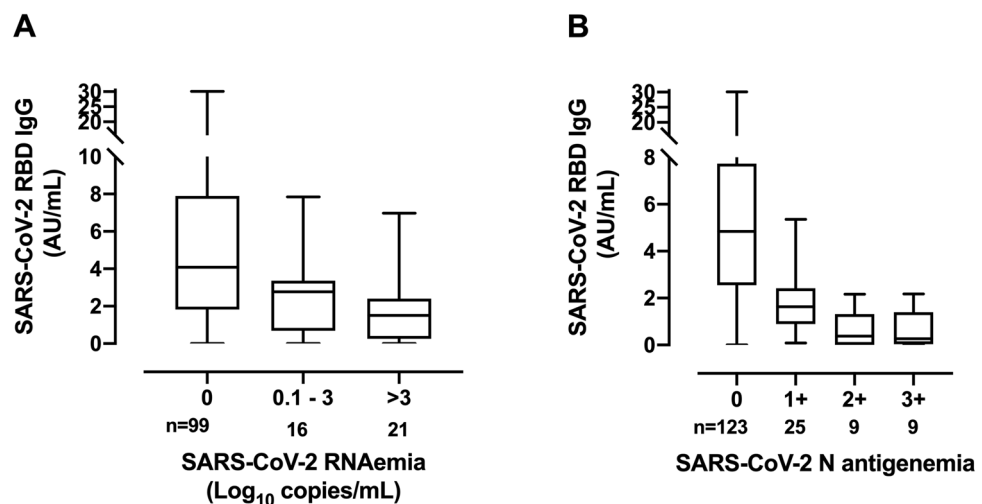 A
SARS-CoV-2 RBD IgG
(AU/mL)
30
25
20
10
8
6
4
2
0
0 0.1 - 3 >3
n=99 16 21
SARS-CoV-2 RNAemia
(Log10 copies/mL)
B
SARS-CoV-2 RBD IgG
(AU/mL)
30
25
20
8
6
4
2
0
0 1+ 2+ 3+
n=123 25 9 9
SARS-CoV-2 N antigenemia